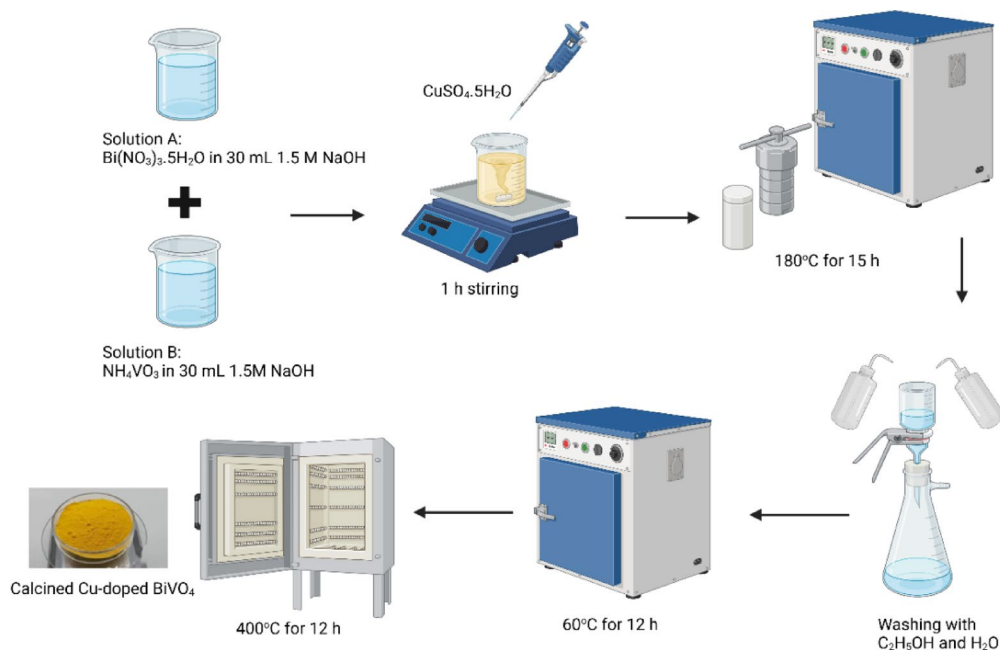 Solution A:
Bi(NO₃)₃.5H₂O in 30 mL 1.5 M NaOH
Solution B:
NH₄VO₃ in 30 mL 1.5M NaOH
CuSO₄.5H₂O
1 h stirring
180°C for 15 h
Washing with
C₂H₅OH and H₂O
60°C for 12 h
400°C for 12 h
Calcined Cu-doped BiVO₄